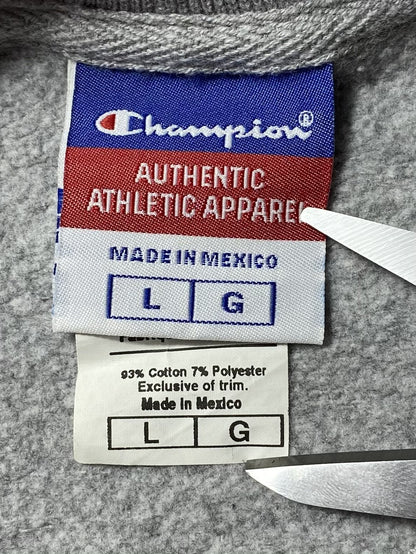 Champion®
AUTHENTIC
ATHLETIC APPAREL
MADE IN MEXICO
L G
93% Cotton 7% Polyester
Exclusive of trim.
Made in Mexico
L G